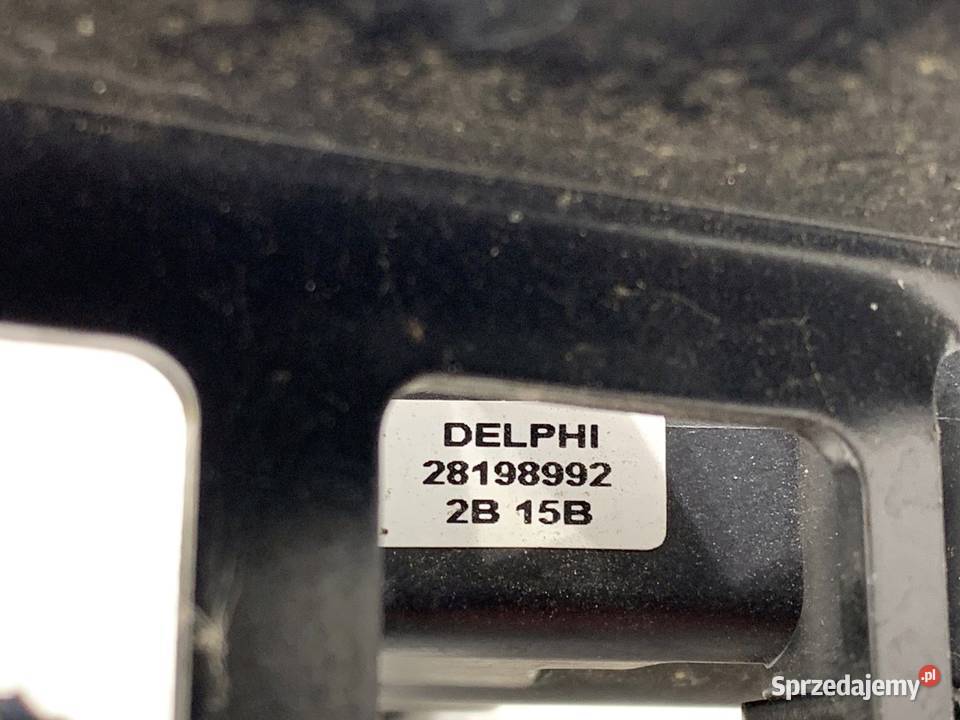 DELPHI
28198992
2B 15B
Sprzedajemy.pl